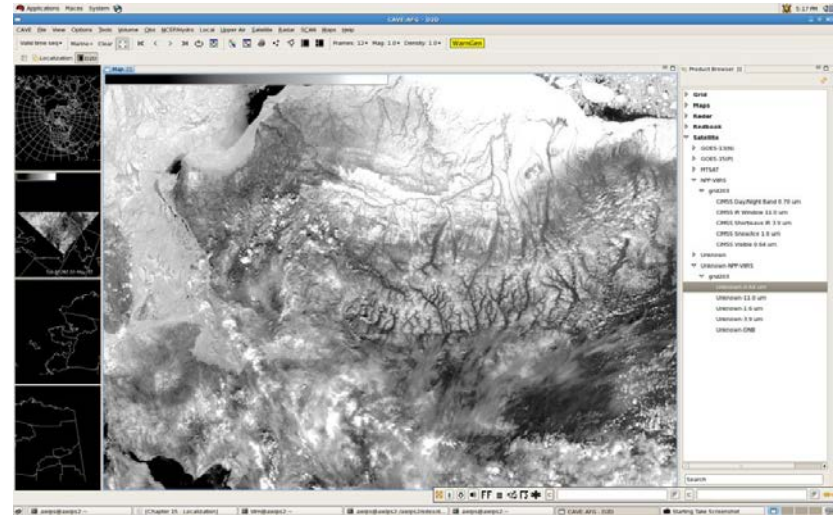 Applications Places System
5:17 PM
CAVE:AFG - D2D
CAVE File View Options Tools Volume Obs NCEP/Hydro Local Upper Air Satellite Radar SCAN Maps Help
Valid time seq Clear Frames: 12 Mag: 1.0 Density: 1.0 WarnGen
Localization D2D
Map
Product Browser
Grid
Maps
Radar
Redbook
Satellite
MTSAT
NPP-VIIRS
grid203
CIMSS Day/Night Band 0.70 um
CIMSS IR Window 11.0 um
CIMSS Shortwave IR 3.9 um
CIMSS Snow/Ice 1.6 um
CIMSS Visible 0.64 um
Unknown
Unknown-NPP-VIIRS
grid203
Unknown 0.64 um
Unknown 11.0 um
Unknown 1.6 um
Unknown 3.9 um
Unknown DNB
Search
[Chapter 15 - Localization]
CAVE:AFG - D2D
Starting Take Screenshot